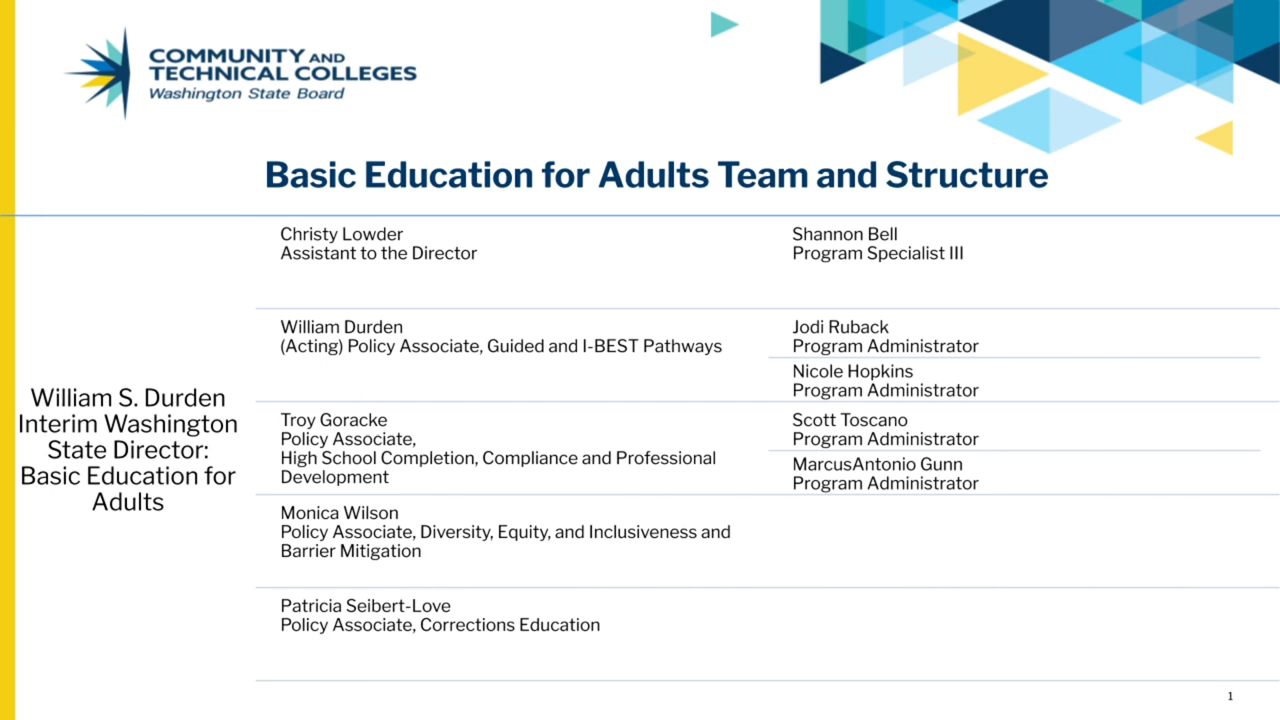 COMMUNITY AND
TECHNICAL COLLEGES
Washington State Board
Basic Education for Adults Team and Structure
William S. Durden
Interim Washington
State Director:
Basic Education for
Adults
Christy Lowder
Assistant to the Director
Shannon Bell
Program Specialist III
William Durden
(Acting) Policy Associate, Guided and I-BEST Pathways
Jodi Ruback
Program Administrator
Nicole Hopkins
Program Administrator
Troy Goracke
Policy Associate,
High School Completion, Compliance and Professional
Development
Scott Toscano
Program Administrator
MarcusAntonio Gunn
Program Administrator
Monica Wilson
Policy Associate, Diversity, Equity, and Inclusiveness and
Barrier Mitigation
Patricia Seibert-Love
Policy Associate, Corrections Education
1